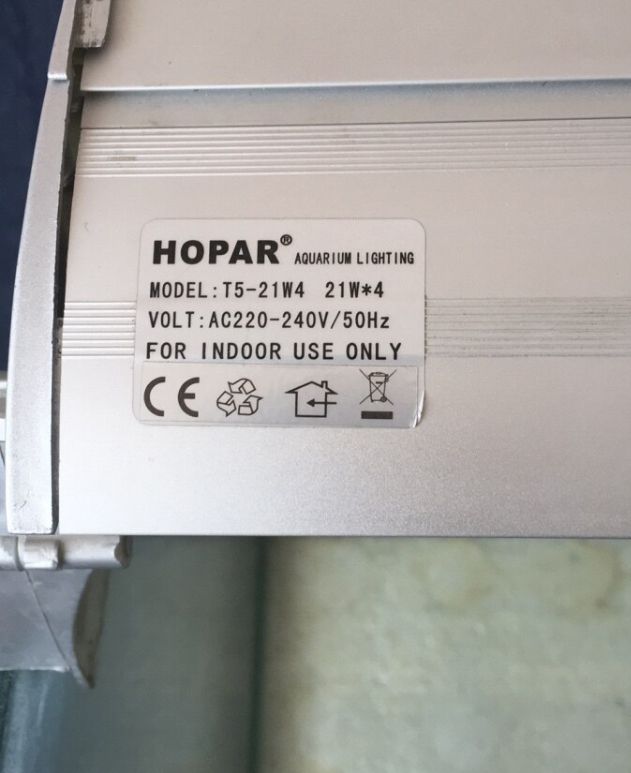 HOPAR® AQUARIUM LIGHTING
MODEL:T5-21W4 21W*4
VOLT:AC220-240V/50Hz
FOR INDOOR USE ONLY
CE